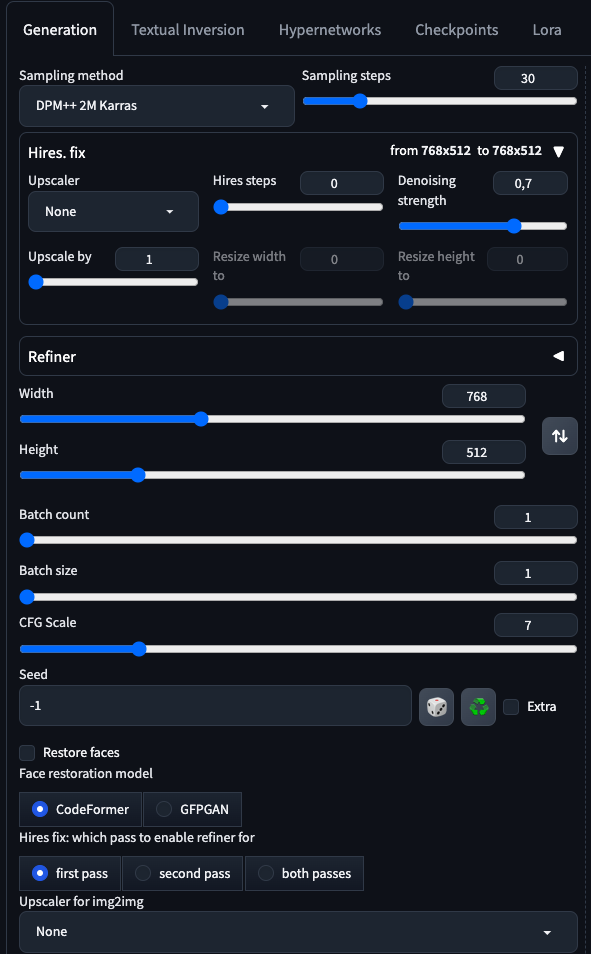 Generation Textual Inversion Hypernetworks Checkpoints Lora
Sampling method
DPM++ 2M Karras
Sampling steps 30
Hires. fix from 768x512 to 768x512
Upscaler
None
Hires steps 0
Denoising strength 0,7
Upscale by 1
Resize width to 0
Resize height to 0
Refiner
Width 768
Height 512
Batch count 1
Batch size 1
CFG Scale 7
Seed
-1
Extra
Restore faces
Face restoration model
CodeFormer GFPGAN
Hires fix: which pass to enable refiner for
first pass second pass both passes
Upscaler for img2img
None